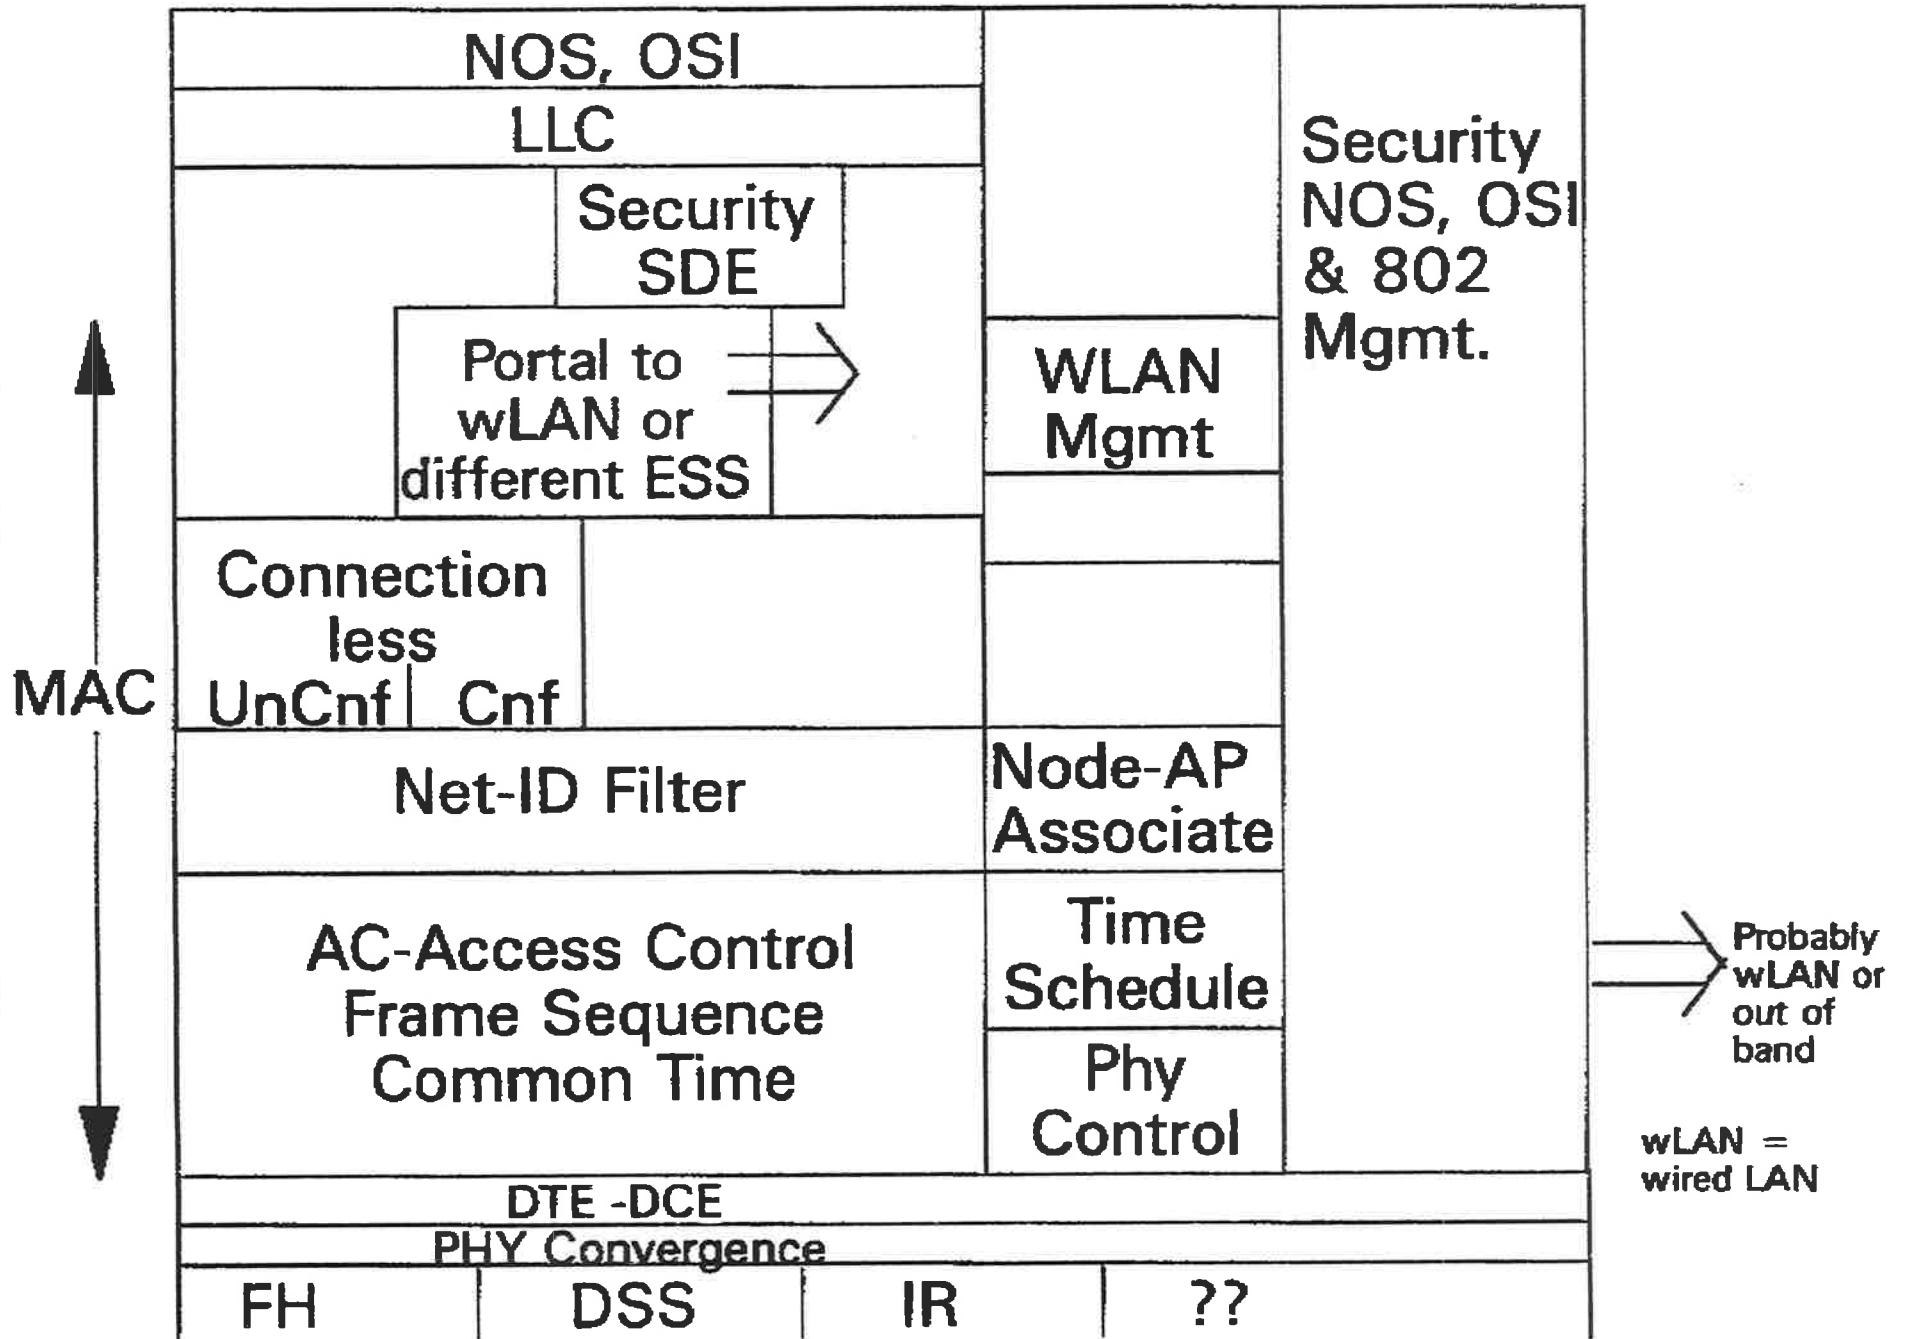 NOS, OSI
LLC
Security
SDE
Portal to
wLAN or
different ESS
Connection
less
UnCnf
Cnf
MAC
Net-ID Filter
AC-Access Control
Frame Sequence
Common Time
WLAN
Mgmt
Node-AP
Associate
Time
Schedule
Phy
Control
Security
NOS, OSI
& 802
Mgmt.
Probably
wLAN or
out of
band
wLAN =
wired LAN
DTE -DCE
PHY Convergence
FH
DSS
IR
??